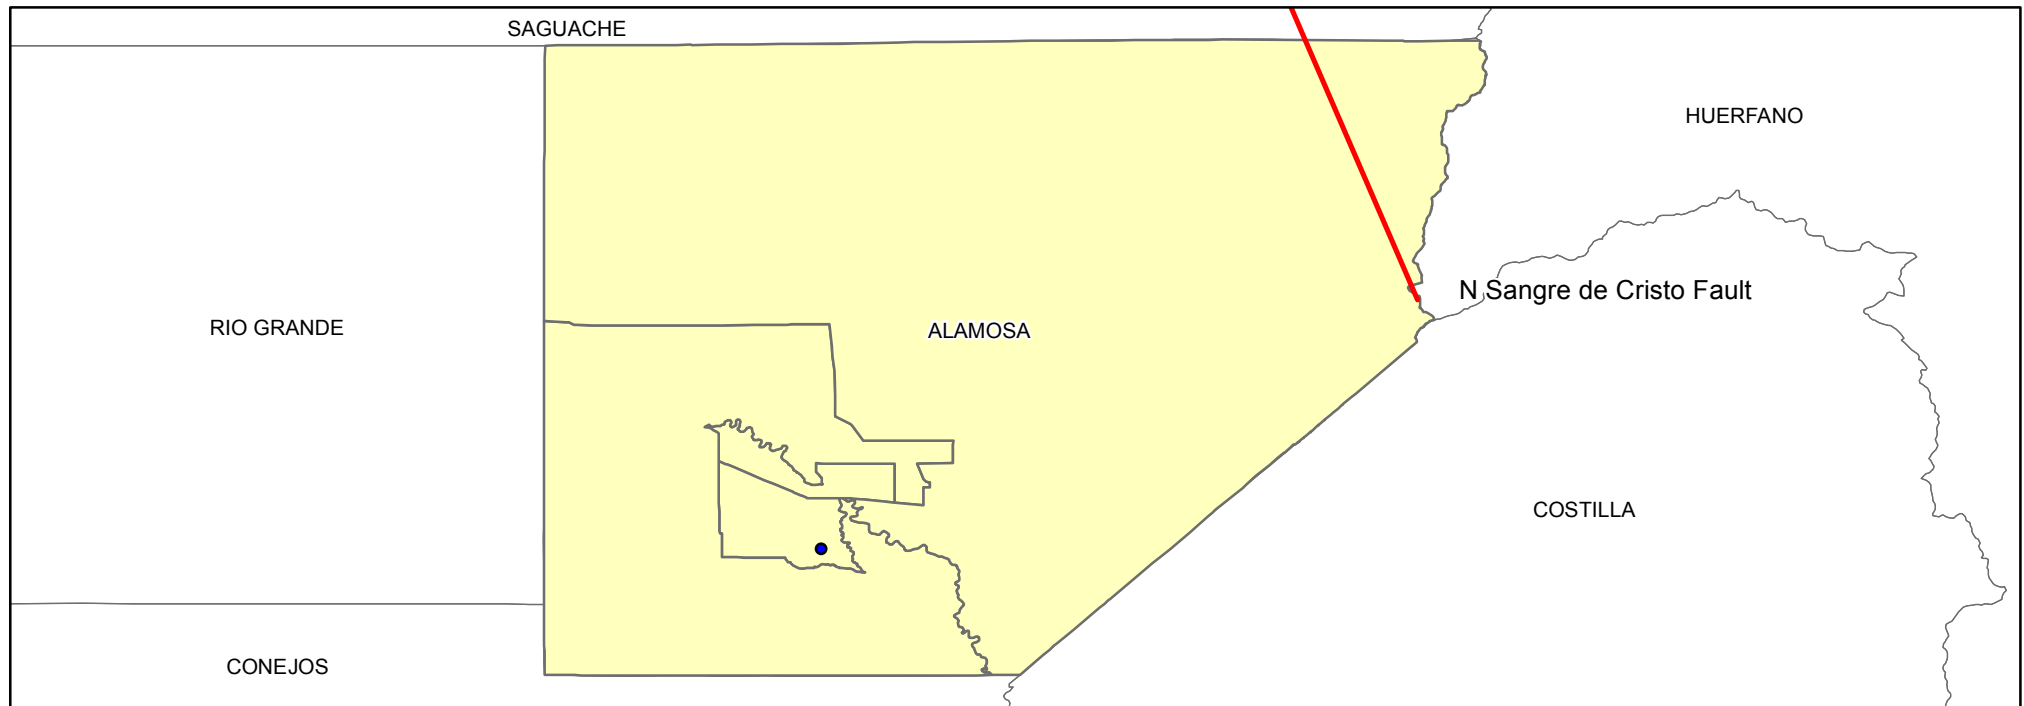 SAGUACHE
HUERFANO
N Sangre de Cristo Fault
RIO GRANDE
ALAMOSA
COSTILLA
CONEJOS